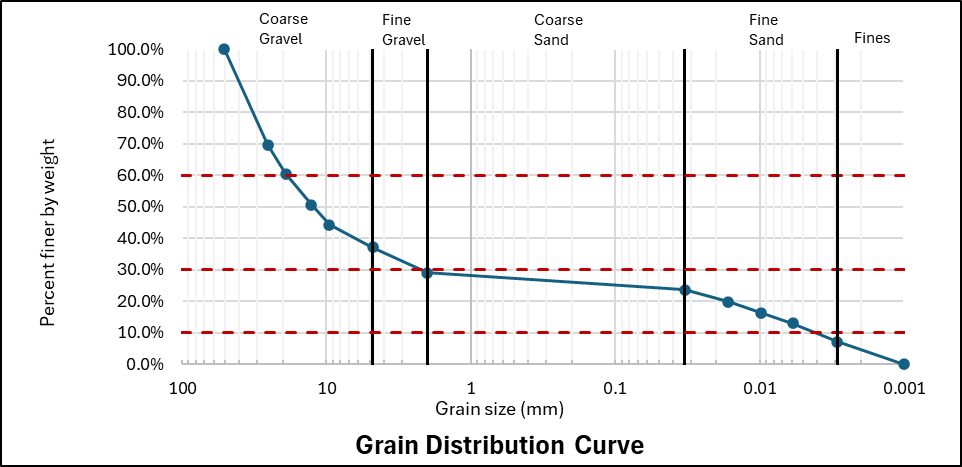 Coarse
Gravel
Fine
Gravel
Coarse
Sand
Fine
Sand
Fines
100.0%
90.0%
80.0%
70.0%
60.0%
50.0%
40.0%
30.0%
20.0%
10.0%
0.0%
Percent finer by weight
100 10 1 0.1 0.01 0.001
Grain size (mm)
Grain Distribution Curve